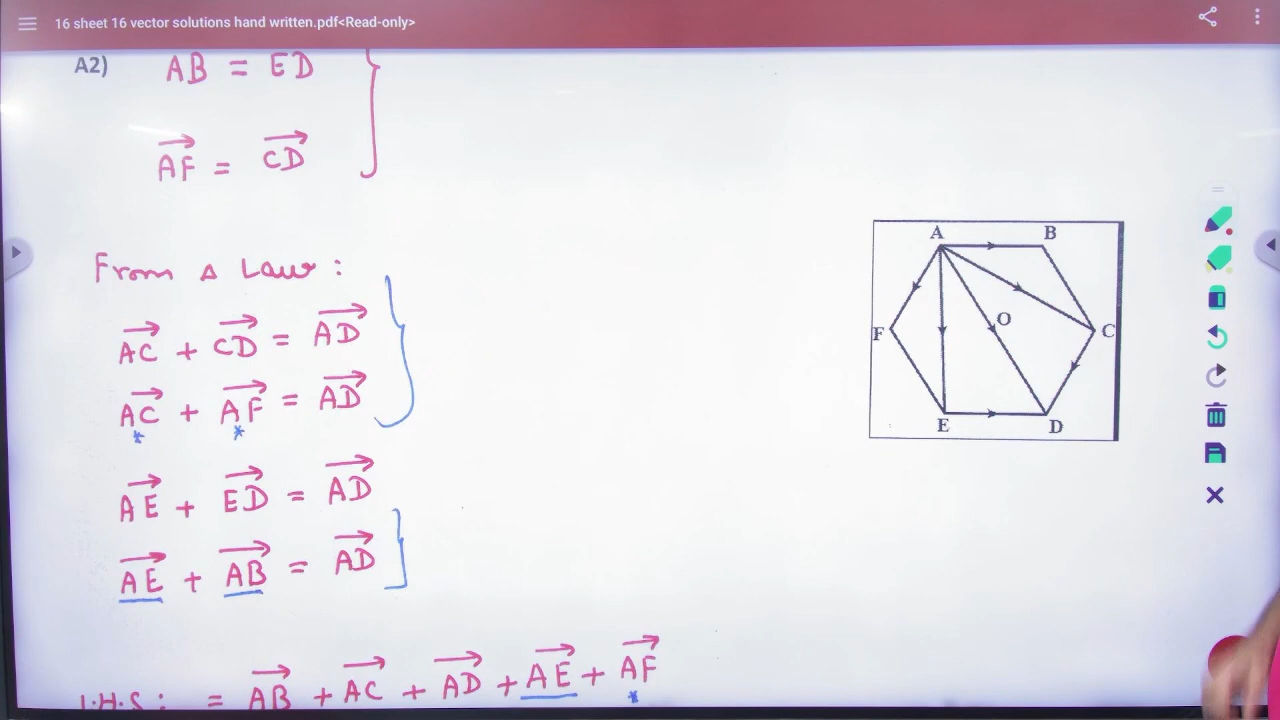 16 sheet 16 vector solutions hand written.pdf<Read-only>
A2) AB = ED
AF = CD
From Δ Law :
AC + CD = AD
AC + AF = AD
* *
AE + ED = AD
AE + AB = AD
L.H.S : = AB + AC + AD + AE + AF
*
A B
F O C
E D